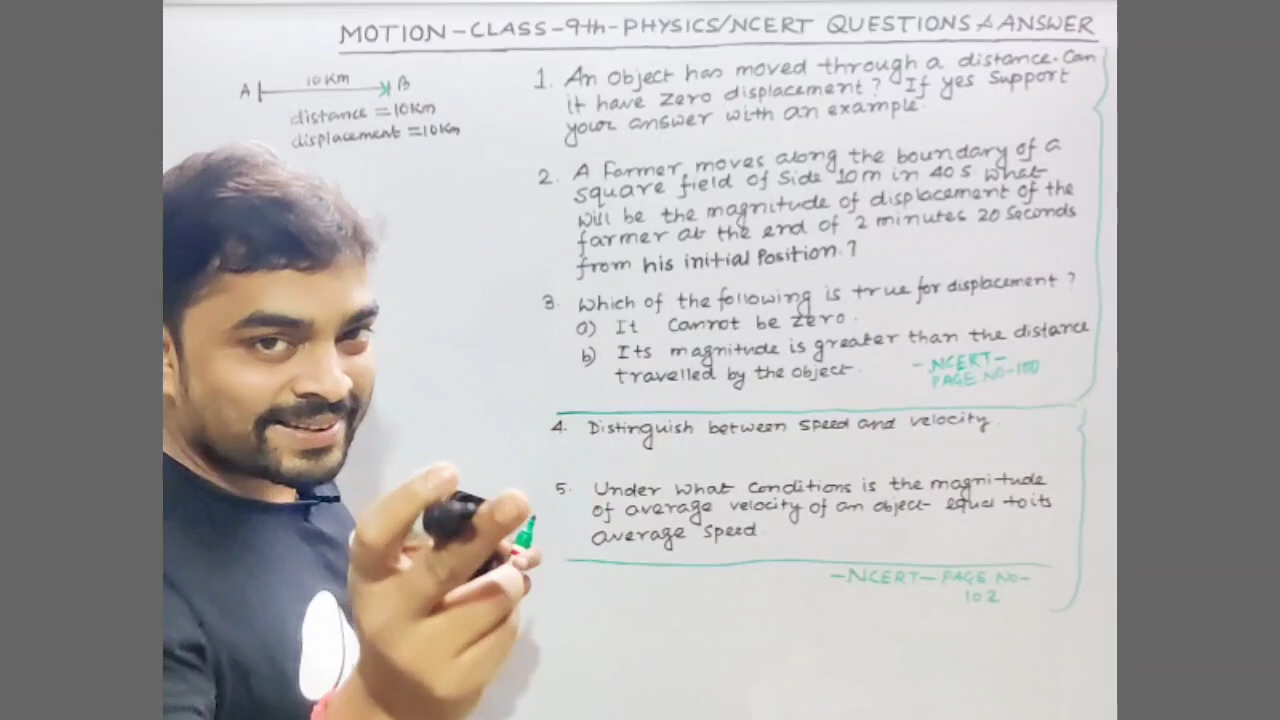 MOTION-CLASS-9th-PHYSICS/NCERT QUESTIONS & ANSWER
A 10Km B
distance = 10Km
displacement = 10Km
1. An Object has moved through a distance. Can
it have zero displacement? If yes support
your answer with an example.
2. A farmer moves along the boundary of a
square field of side 10m in 40 s what
will be the magnitude of displacement of the
farmer at the end of 2 minutes 20 seconds
from his initial Position.?
3. Which of the following is true for displacement?
a) It Cannot be zero.
b) Its magnitude is greater than the distance
travelled by the object.
-NCERT-
PAGE NO-100
4. Distinguish between speed and velocity.
5. Under what Conditions is the magnitude
of average velocity of an object equal to its
average speed
-NCERT-PAGE NO-
102